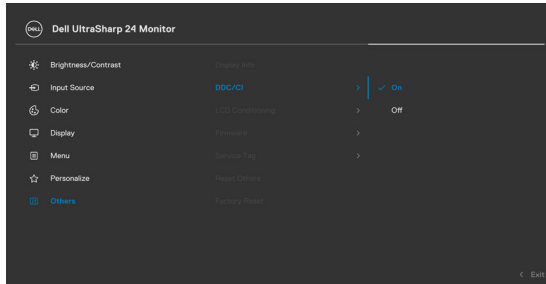 DELL Dell UltraSharp 24 Monitor
Brightness/Contrast Display Info
Input Source DDC/CI > ✓ On
Color LCD Conditioning > Off
Display Firmware >
Menu Service Tag >
Personalize Reset Others
Others Factory Reset
< Exit